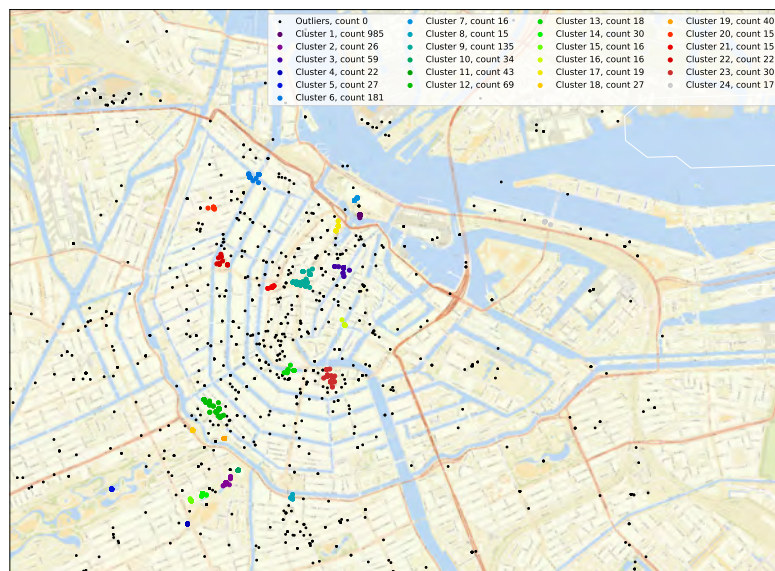 Outliers, count 0
Cluster 1, count 985
Cluster 2, count 26
Cluster 3, count 59
Cluster 4, count 22
Cluster 5, count 27
Cluster 6, count 181
Cluster 7, count 16
Cluster 8, count 15
Cluster 9, count 135
Cluster 10, count 34
Cluster 11, count 43
Cluster 12, count 69
Cluster 13, count 18
Cluster 14, count 30
Cluster 15, count 16
Cluster 16, count 16
Cluster 17, count 19
Cluster 18, count 27
Cluster 19, count 40
Cluster 20, count 15
Cluster 21, count 15
Cluster 22, count 22
Cluster 23, count 30
Cluster 24, count 17